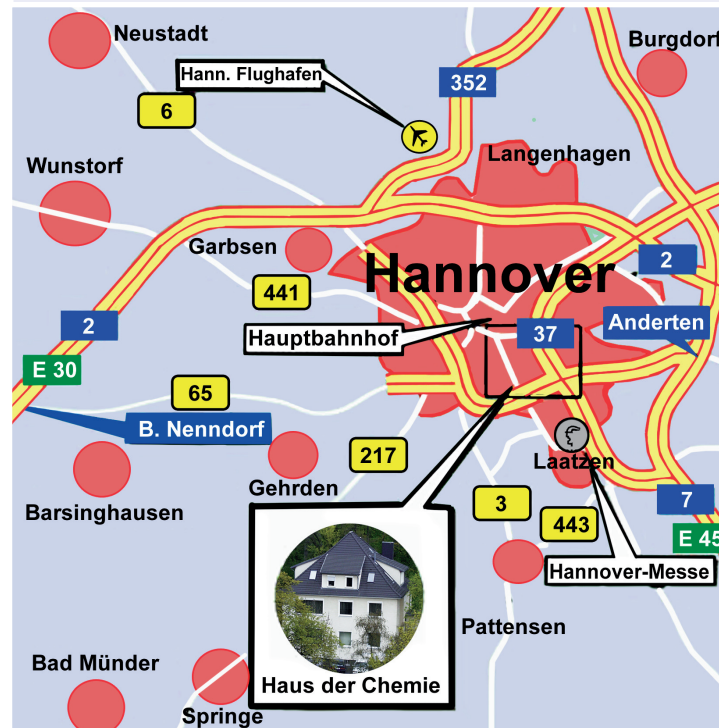 Neustadt
Burgdorf
Hann. Flughafen
352
6
Langenhagen
Wunstorf
Garbsen
Hannover
2
441
Anderten
2
Hauptbahnhof
37
E 30
65
B. Nenndorf
217
Laatzen
Gehrden
3
7
Barsinghausen
443
E 45
Hannover-Messe
Pattensen
Bad Münder
Haus der Chemie
Springe